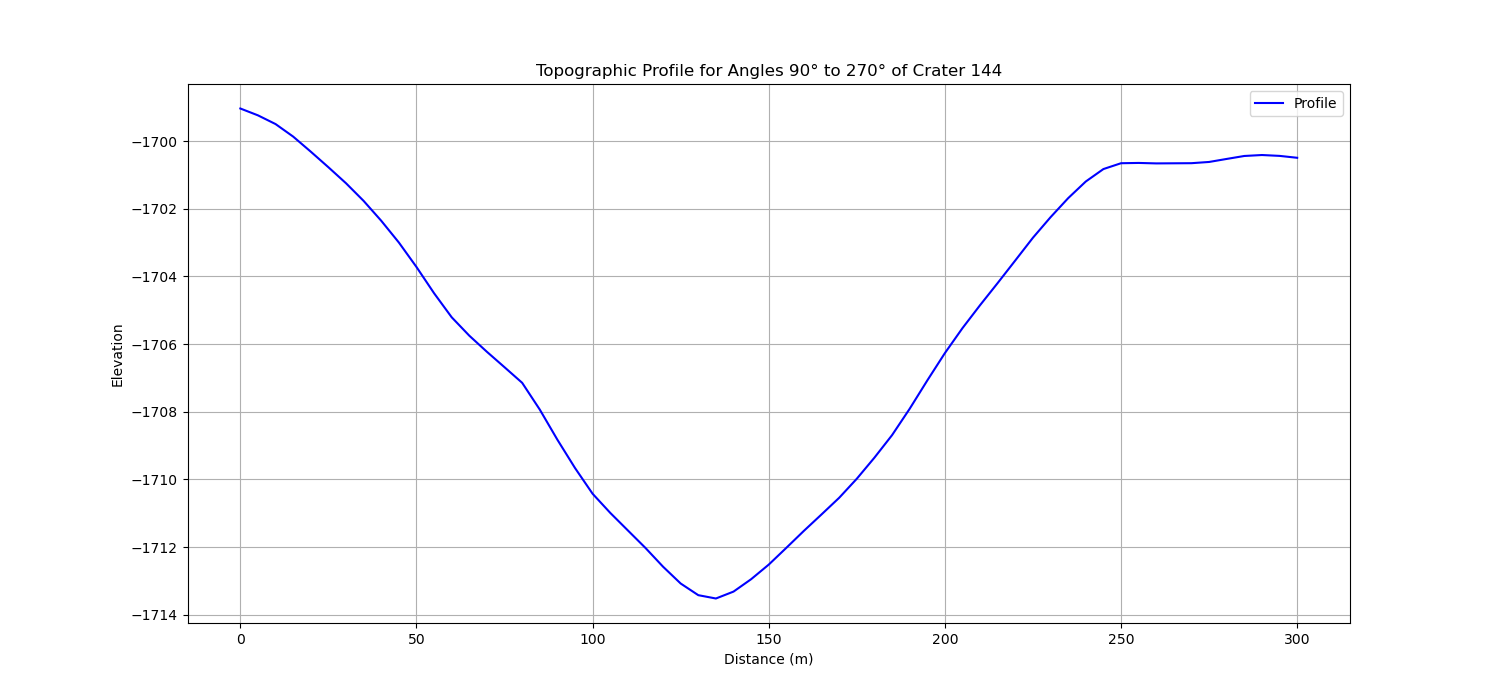 Topographic Profile for Angles 90° to 270° of Crater 144
Profile
−1700
−1702
−1704
−1706
−1708
−1710
−1712
−1714
Elevation
0 50 100 150 200 250 300
Distance (m)